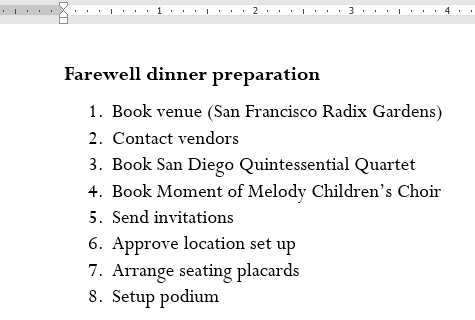 1 2 3 4
Farewell dinner preparation
1. Book venue (San Francisco Radix Gardens)
2. Contact vendors
3. Book San Diego Quintessential Quartet
4. Book Moment of Melody Children’s Choir
5. Send invitations
6. Approve location set up
7. Arrange seating placards
8. Setup podium